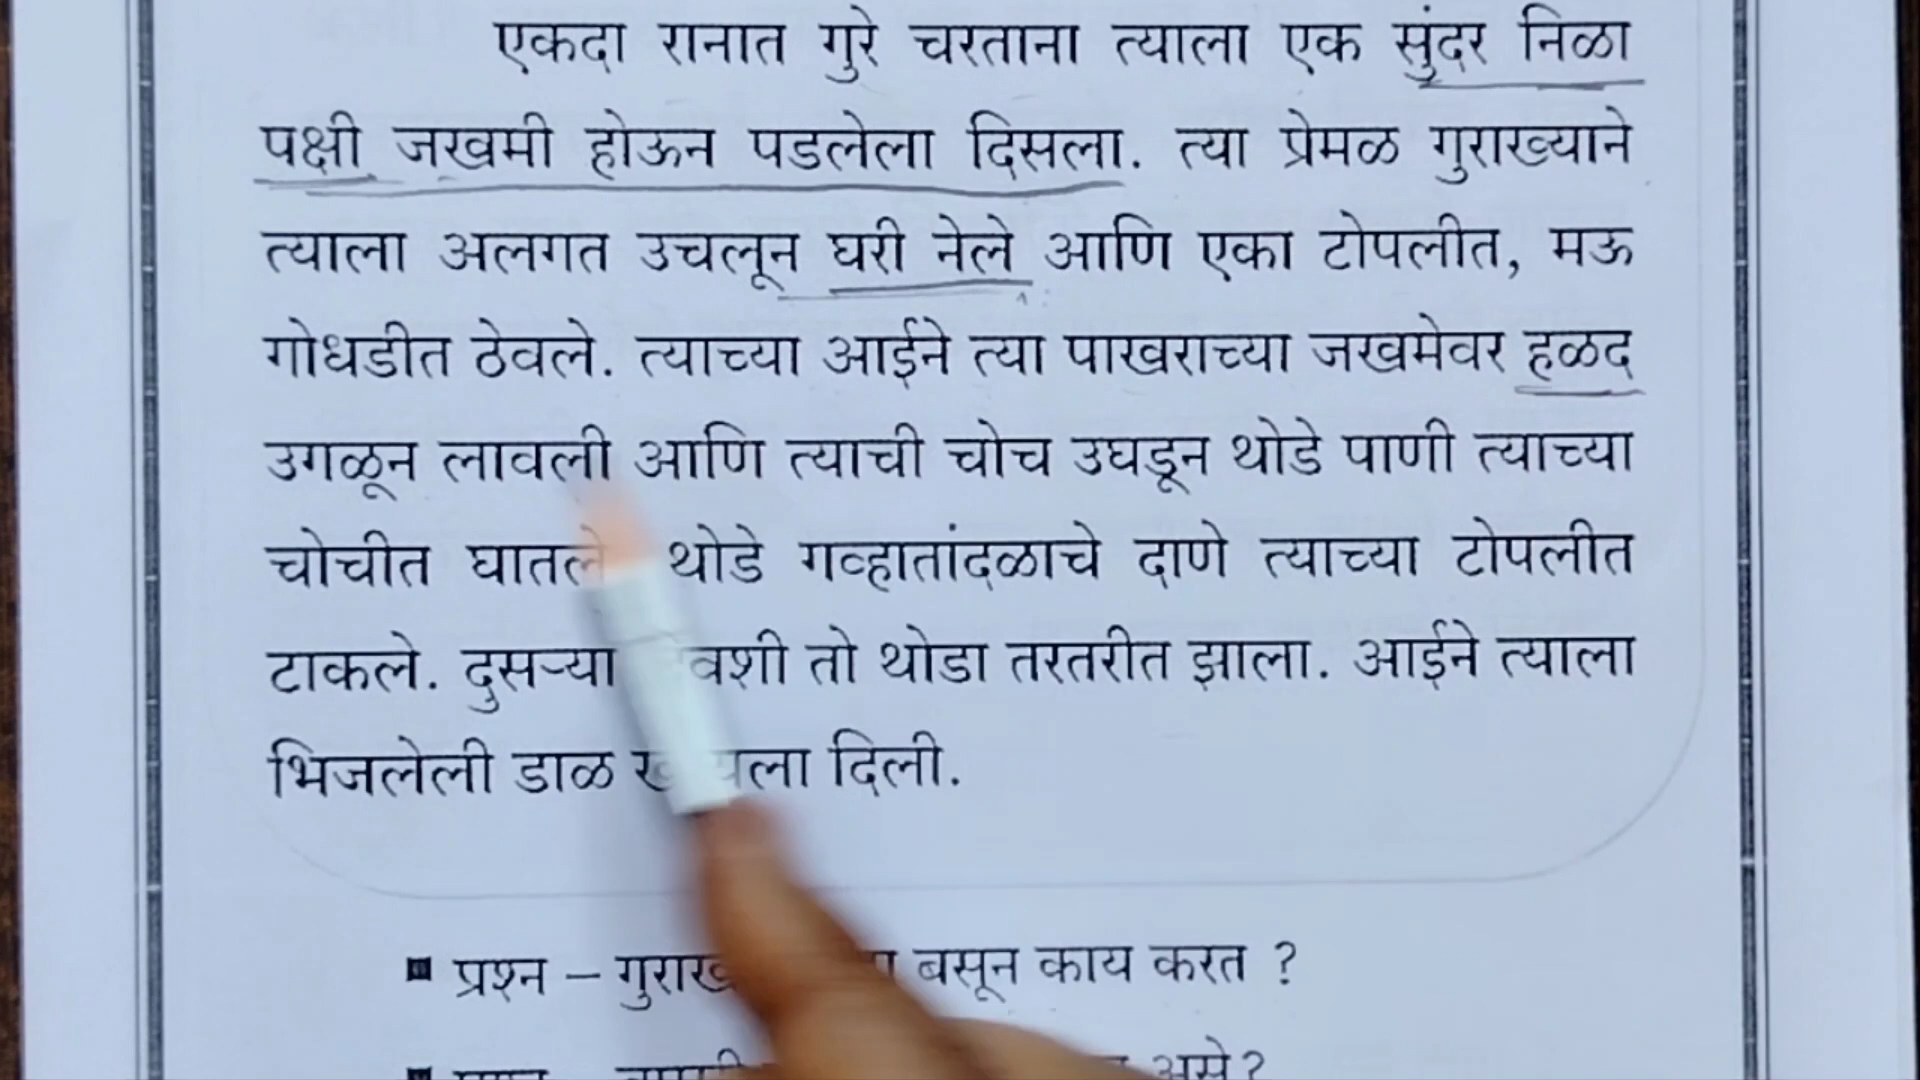 एकदा रानात गुरे चरताना त्याला एक सुंदर निळा
पक्षी जखमी होऊन पडलेला दिसला. त्या प्रेमळ गुराख्याने
त्याला अलगत उचलून घरी नेले आणि एका टोपलीत, मऊ
गोधडीत ठेवले. त्याच्या आईने त्या पाखराच्या जखमेवर हळद
उगळून लावली आणि त्याची चोच उघडून थोडे पाणी त्याच्या
चोचीत घातले थोडे गव्हातांदळाचे दाणे त्याच्या टोपलीत
टाकले. दुसऱ्या तो थोडा तरतरीत झाला. आईने त्याला
भिजलेली डाळ दिली.
प्रश्न – बसून काय करत ?
असे?